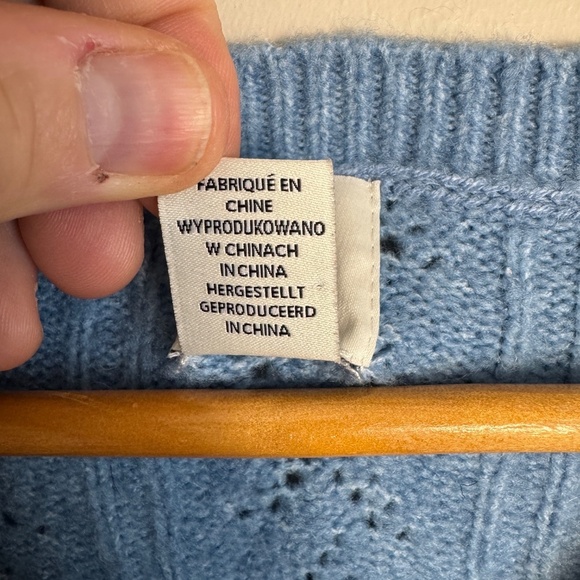 FABRIQUÉ EN
CHINE
WYPRODUKOWANO
W CHINACH
IN CHINA
HERGESTELLT
GEPRODUCEERD
IN CHINA